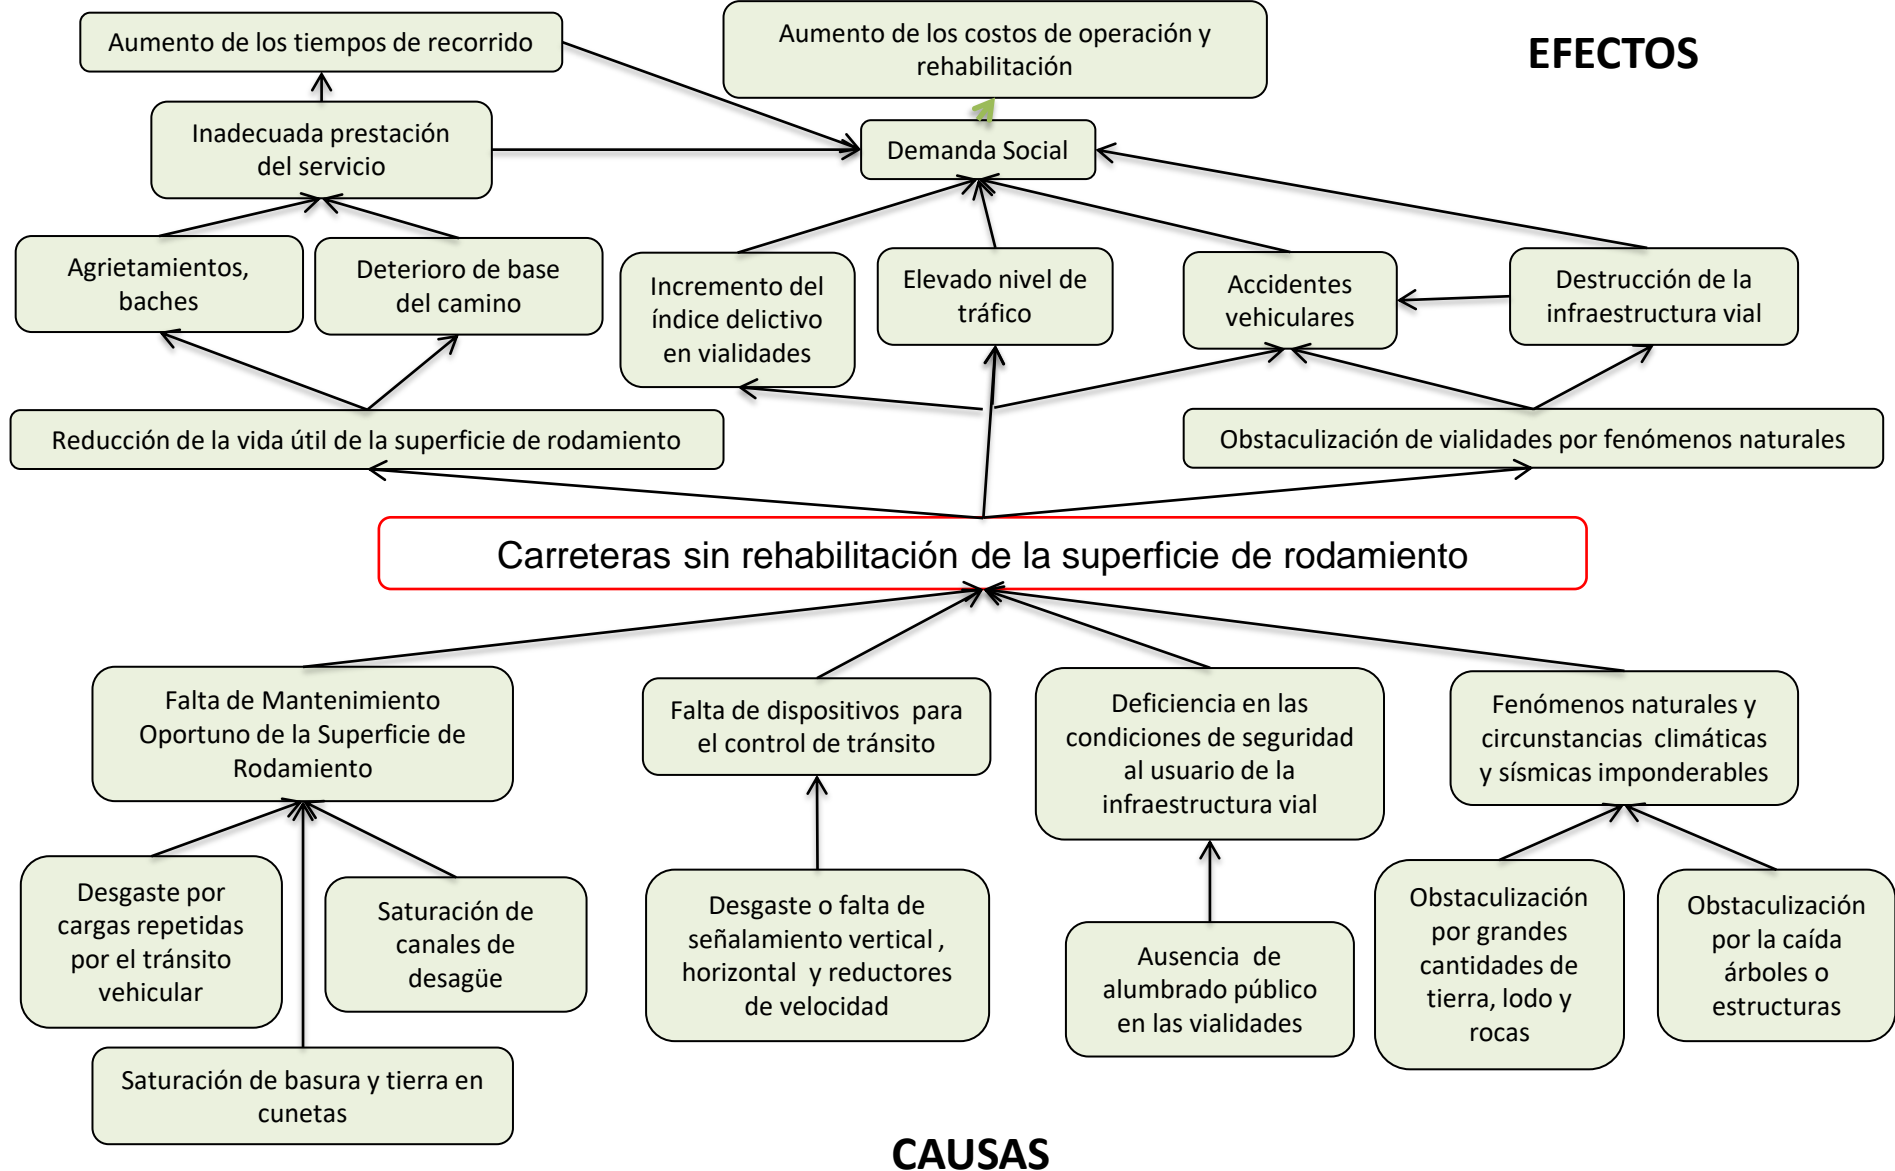 Aumento de los tiempos de recorrido
Aumento de los costos de operación y
rehabilitación
EFECTOS
Inadecuada prestación
del servicio
Demanda Social
Agrietamientos,
baches
Deterioro de base
del camino
Incremento del
índice delictivo
en vialidades
Elevado nivel de
tráfico
Accidentes
vehiculares
Destrucción de la
infraestructura vial
Reducción de la vida útil de la superficie de rodamiento
Obstaculización de vialidades por fenómenos naturales
Carreteras sin rehabilitación de la superficie de rodamiento
Falta de Mantenimiento
Oportuno de la Superficie de
Rodamiento
Falta de dispositivos para
el control de tránsito
Deficiencia en las
condiciones de seguridad
al usuario de la
infraestructura vial
Fenómenos naturales y
circunstancias climáticas
y sísmicas imponderables
Desgaste por
cargas repetidas
por el tránsito
vehicular
Saturación de
canales de
desagüe
Desgaste o falta de
señalamiento vertical ,
horizontal y reductores
de velocidad
Ausencia de
alumbrado público
en las vialidades
Obstaculización
por grandes
cantidades de
tierra, lodo y
rocas
Obstaculización
por la caída
árboles o
estructuras
Saturación de basura y tierra en
cunetas
CAUSAS